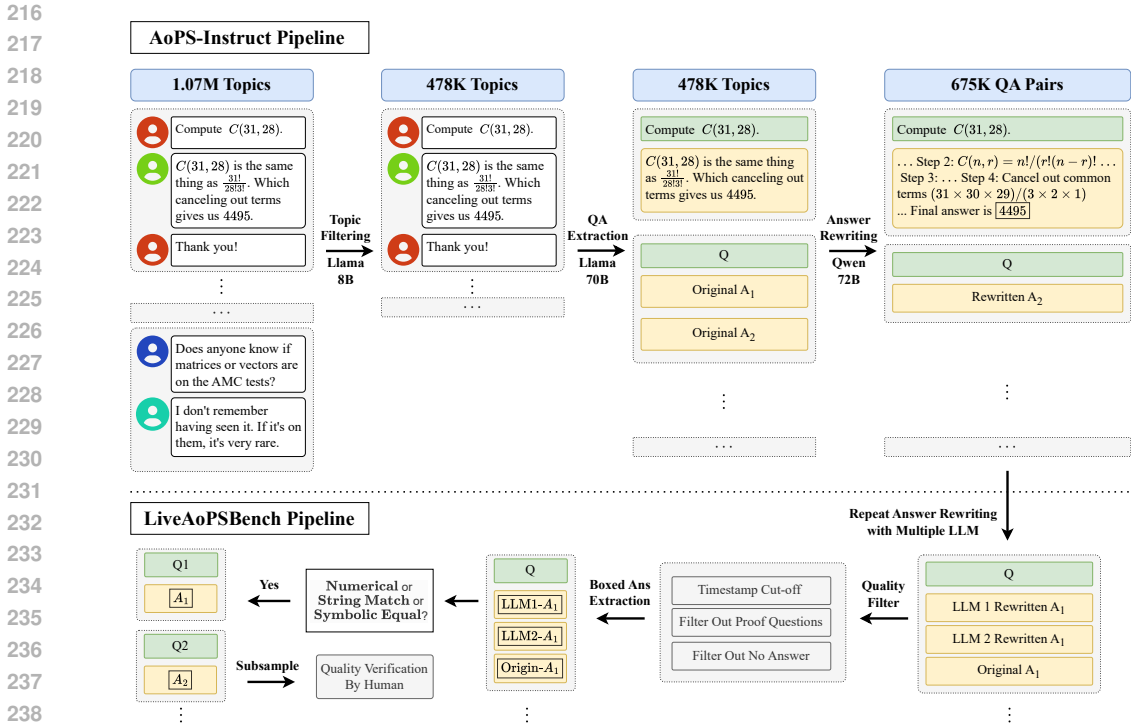 216
217
218
219
220
221
222
223
224
225
226
227
228
229
230
231
232
233
234
235
236
237
238
AoPS-Instruct Pipeline
1.07M Topics
Compute C(31, 28).
C(31, 28) is the same
thing as 31!/28!3!. Which
canceling out terms
gives us 4495.
Thank you!
⋮
...
Does anyone know if
matrices or vectors are
on the AMC tests?
I don't remember
having seen it. If it's on
them, it's very rare.
Topic
Filtering
Llama
8B
478K Topics
Compute C(31, 28).
C(31, 28) is the same
thing as 31!/28!3!. Which
canceling out terms
gives us 4495.
Thank you!
⋮
...
QA
Extraction
Llama
70B
478K Topics
Compute C(31, 28).
C(31, 28) is the same thing
as 31!/28!3!. Which canceling out
terms gives us 4495.
Q
Original A₁
Original A₂
⋮
...
Answer
Rewriting
Qwen
72B
675K QA Pairs
Compute C(31, 28).
... Step 2: C(n, r) = n!/(r!(n − r)! ...
Step 3: ... Step 4: Cancel out common
terms (31 × 30 × 29)/(3 × 2 × 1)
... Final answer is 4495
Q
Rewritten A₂
⋮
...
Repeat Answer Rewriting
with Multiple LLM
LiveAoPSBench Pipeline
Q
LLM 1 Rewritten A₁
LLM 2 Rewritten A₁
Original A₁
⋮
Quality
Filter
Timestamp Cut-off
Filter Out Proof Questions
Filter Out No Answer
Boxed Ans
Extraction
Q
LLM1-A₁
LLM2-A₁
Origin-A₁
⋮
Numerical or
String Match or
Symbolic Equal?
Yes
Q1
A₁
Q2
A₂
⋮
Subsample
Quality Verification
By Human